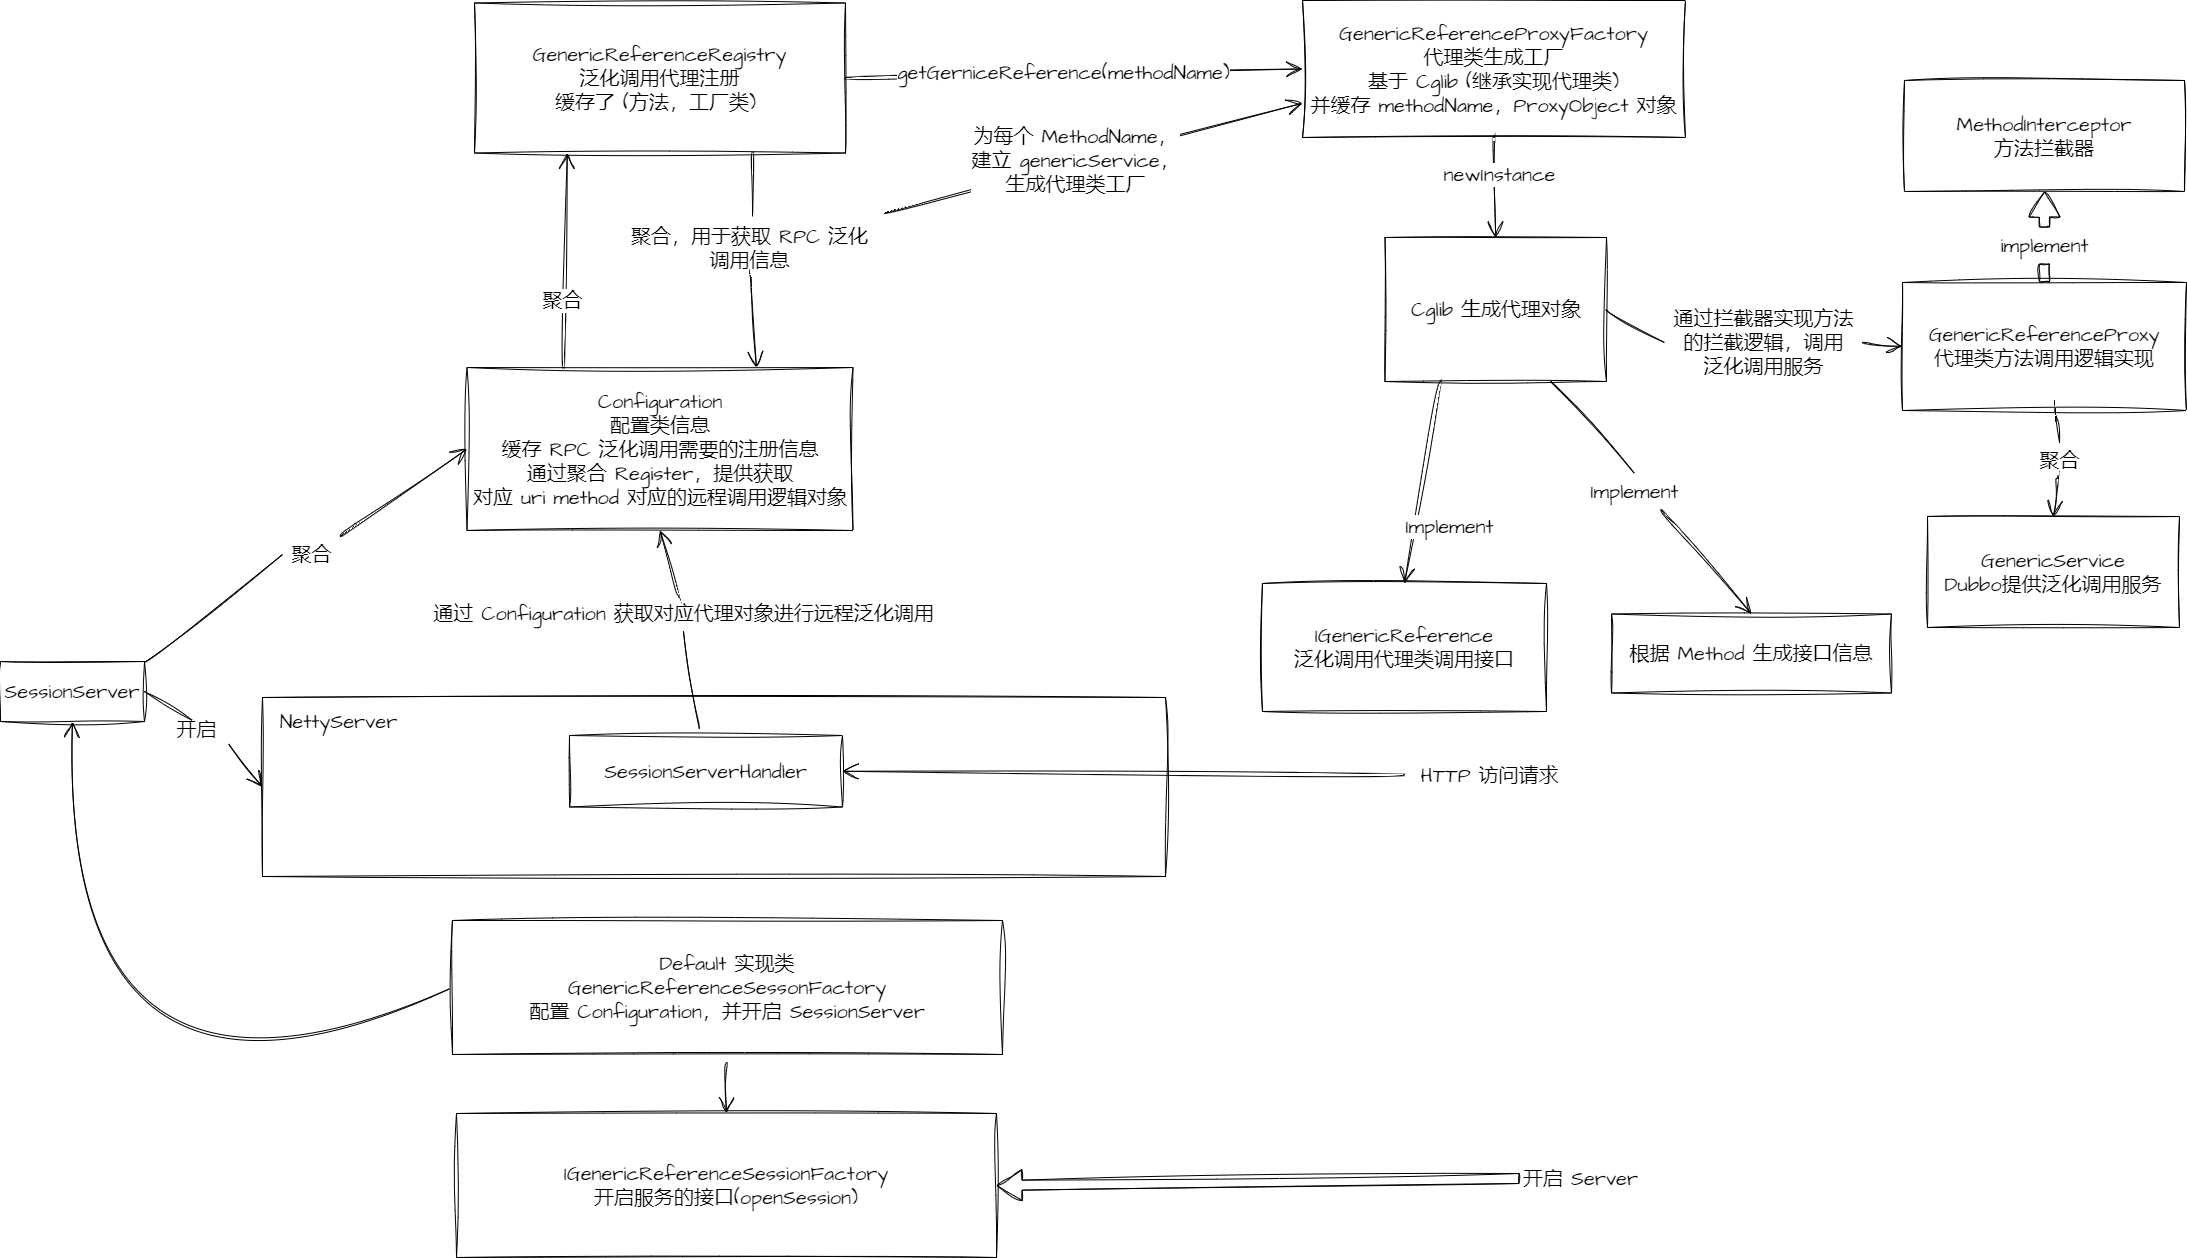 GenericReferenceRegistry
泛化调用代理注册
缓存了 (方法，工厂类)
getGerniceReference(methodName)
GenericReferenceProxyFactory
代理类生成工厂
基于 Cglib (继承实现代理类)
并缓存 methodName，ProxyObject 对象
MethodInterceptor
方法拦截器
为每个 MethodName，
建立 genericService，
生成代理类工厂
newInstance
聚合，用于获取 RPC 泛化
调用信息
implement
聚合
Cglib 生成代理对象
通过拦截器实现方法
的拦截逻辑，调用
泛化调用服务
GenericReferenceProxy
代理类方法调用逻辑实现
Configuration
配置类信息
缓存 RPC 泛化调用需要的注册信息
通过聚合 Register，提供获取
对应 uri method 对应的远程调用逻辑对象
聚合
Implement
Implement
聚合
GenericService
Dubbo提供泛化调用服务
通过 Configuration 获取对应代理对象进行远程泛化调用
IGenericReference
泛化调用代理类调用接口
根据 Method 生成接口信息
SessionServer
开启
NettyServer
SessionServerHandler
HTTP 访问请求
Default 实现类
GenericReferenceSessonFactory
配置 Configuration，并开启 SessionServer
IGenericReferenceSessionFactory
开启服务的接口(openSession)
开启 Server